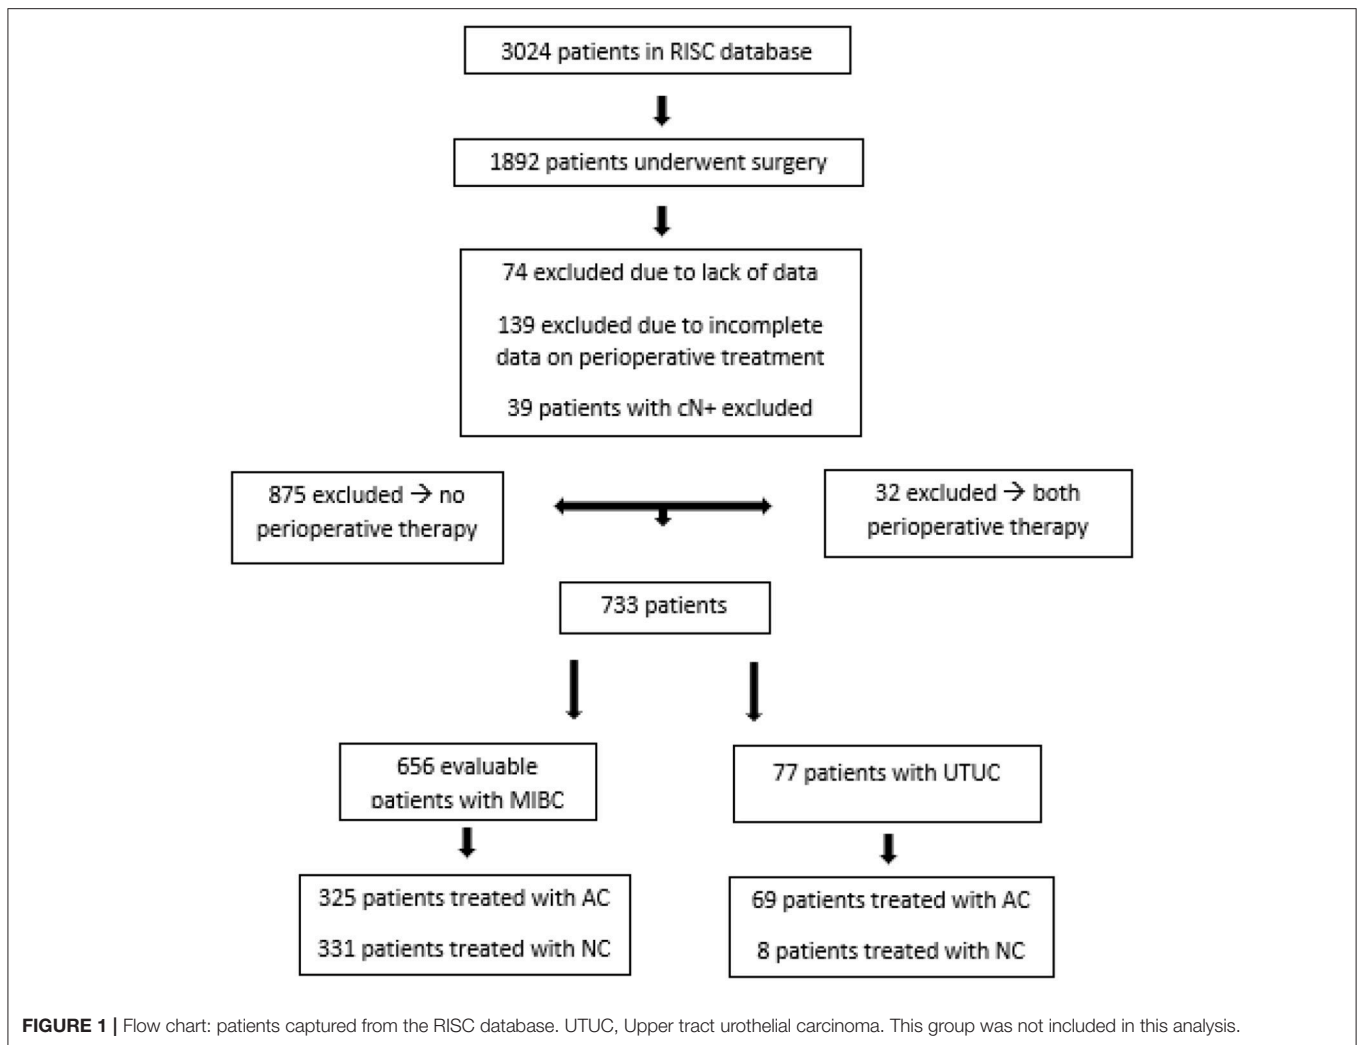 3024 patients in RISC database
1892 patients underwent surgery
74 excluded due to lack of data
139 excluded due to incomplete
data on perioperative treatment
39 patients with cN+ excluded
875 excluded → no
perioperative therapy
32 excluded → both
perioperative therapy
733 patients
656 evaluable
patients with MIBC
77 patients with UTUC
325 patients treated with AC
331 patients treated with NC
69 patients treated with AC
8 patients treated with NC
FIGURE 1 | Flow chart: patients captured from the RISC database. UTUC, Upper tract urothelial carcinoma. This group was not included in this analysis.